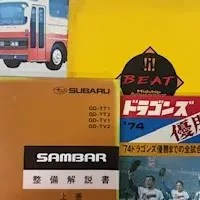 BEAT
Midship Amusement
SUBARU
GD-TT1
GD-TT2
GD-TV1
GD-TV2
SAMBAR
整備解説書
上巻
ドラゴンズ
'74
優勝
'74ドラゴンズ優勝までの全試合